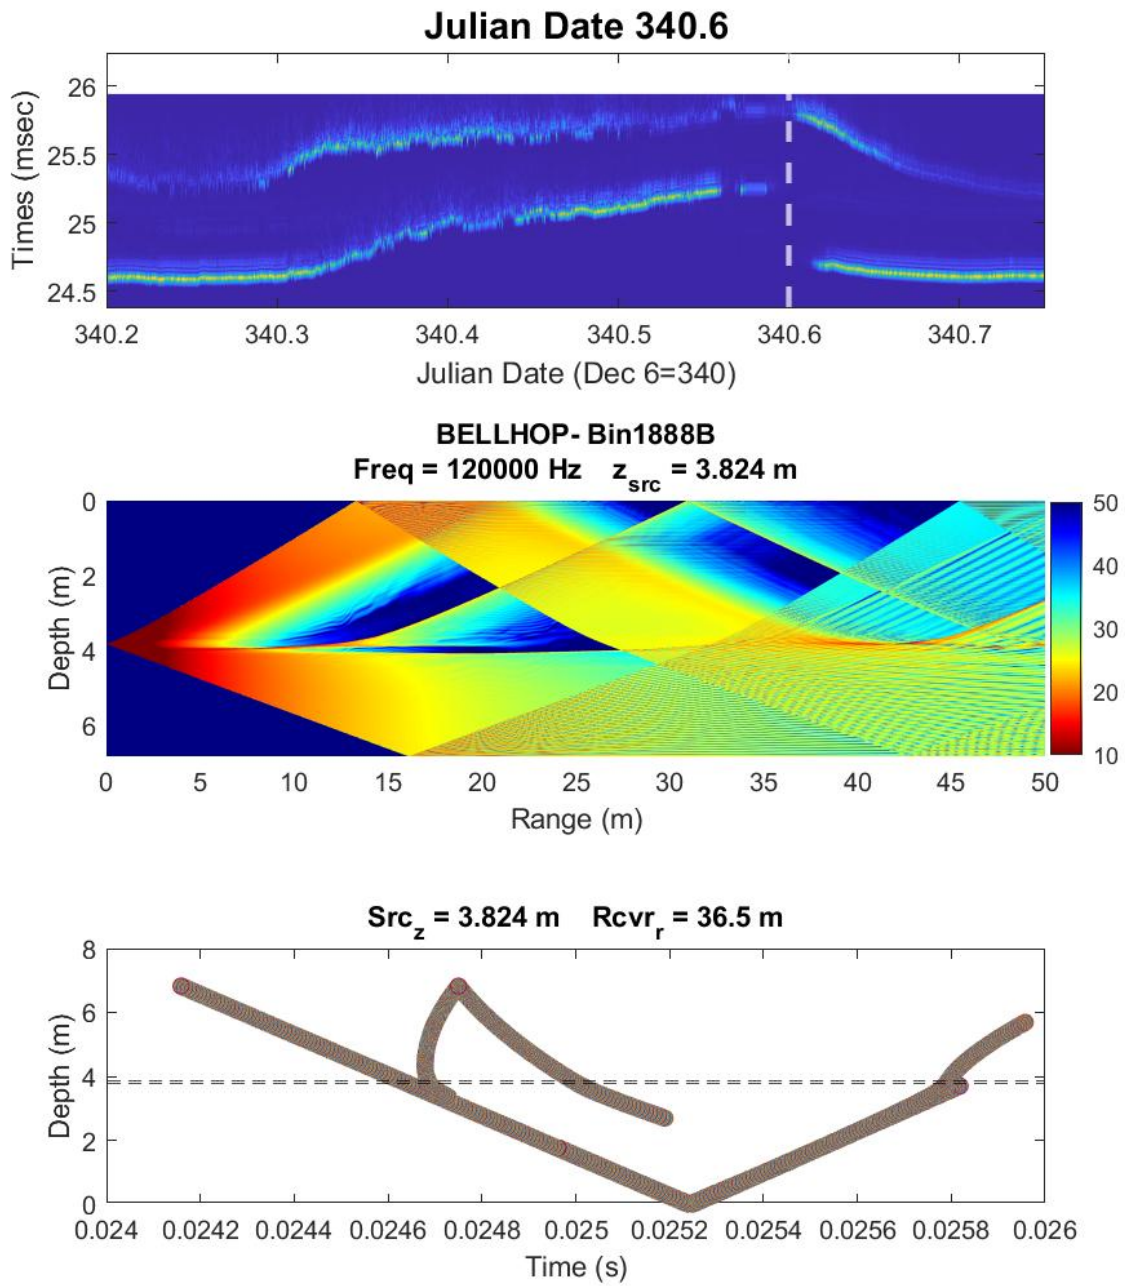 Julian Date 340.6
Times (msec)
26
25.5
25
24.5
340.2 340.3 340.4 340.5 340.6 340.7
Julian Date (Dec 6=340)
BELLHOP- Bin1888B
Freq = 120000 Hz z_src = 3.824 m
Depth (m)
0
2
4
6
0 5 10 15 20 25 30 35 40 45 50
Range (m)
50
40
30
20
10
Src_z = 3.824 m Rcvr_r = 36.5 m
Depth (m)
8
6
4
2
0
0.024 0.0242 0.0244 0.0246 0.0248 0.025 0.0252 0.0254 0.0256 0.0258 0.026
Time (s)